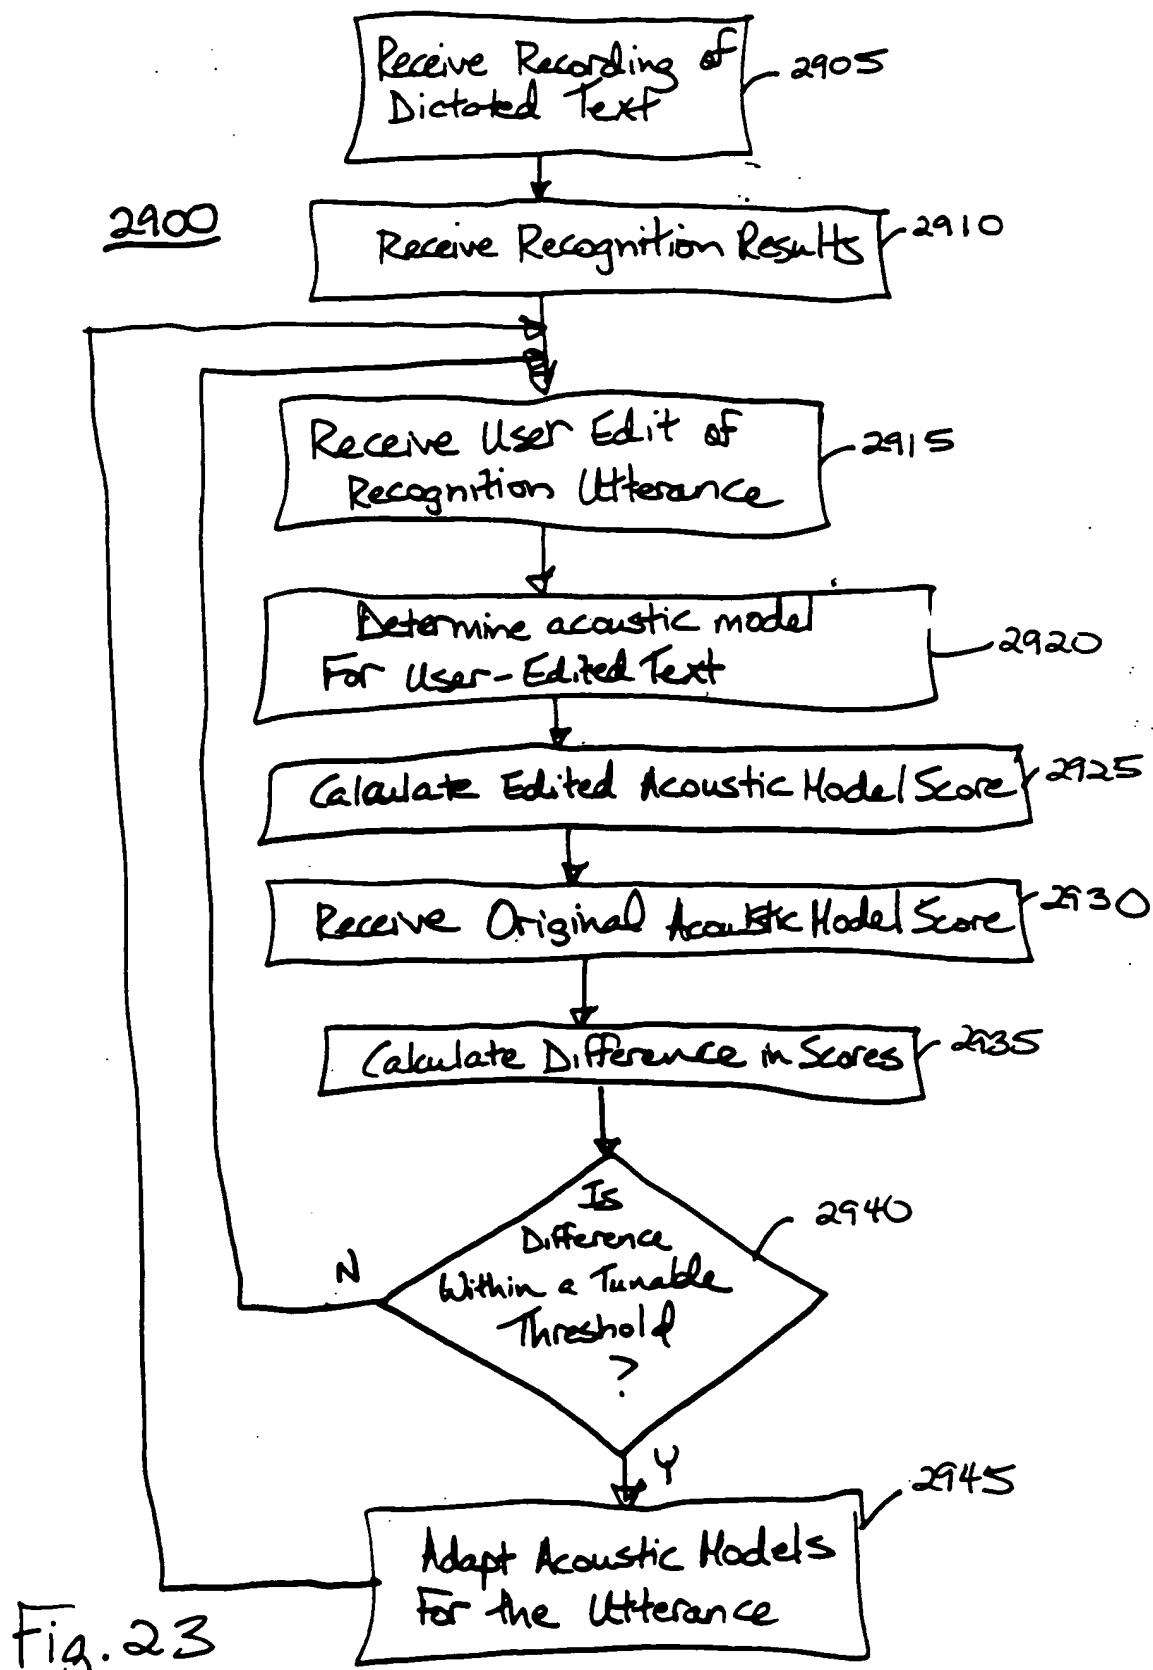 Receive Recording of
Dictated Text
2905
2900
Receive Recognition Results
2910
Receive User Edit of
Recognition Utterance
2915
Determine acoustic model
For User-Edited Text
2920
Calculate Edited Acoustic Model Score
2925
Receive Original Acoustic Model Score
2930
Calculate Difference in Scores
2935
Is
Difference
Within a Tunable
Threshold
?
2940
N
Y
Adapt Acoustic Models
For the Utterance
2945
Fig. 23